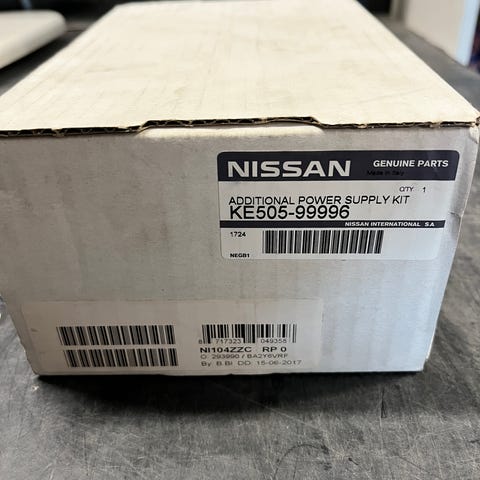 NISSAN GENUINE PARTS
Made in Italy
QTY 1
ADDITIONAL POWER SUPPLY KIT
KE505-99996
NISSAN INTERNATIONAL SA
1724
NEGB1
8 717323 049358
NI104ZZC RP 0
O: 293990 / BA2Y6VRF
By: B.BI DD: 15-06-2017